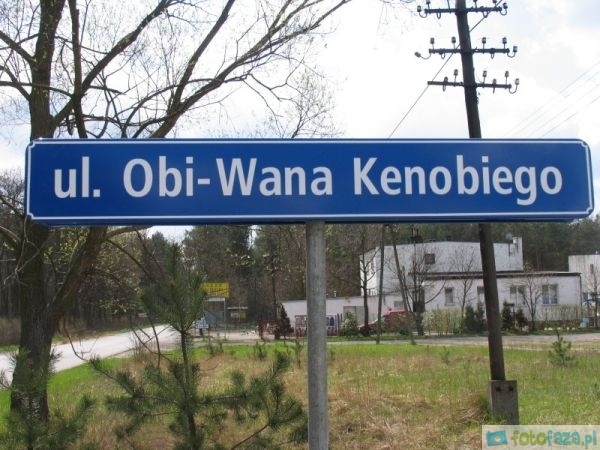 ul. Obi-Wana Kenobiego
fotofaza.pl